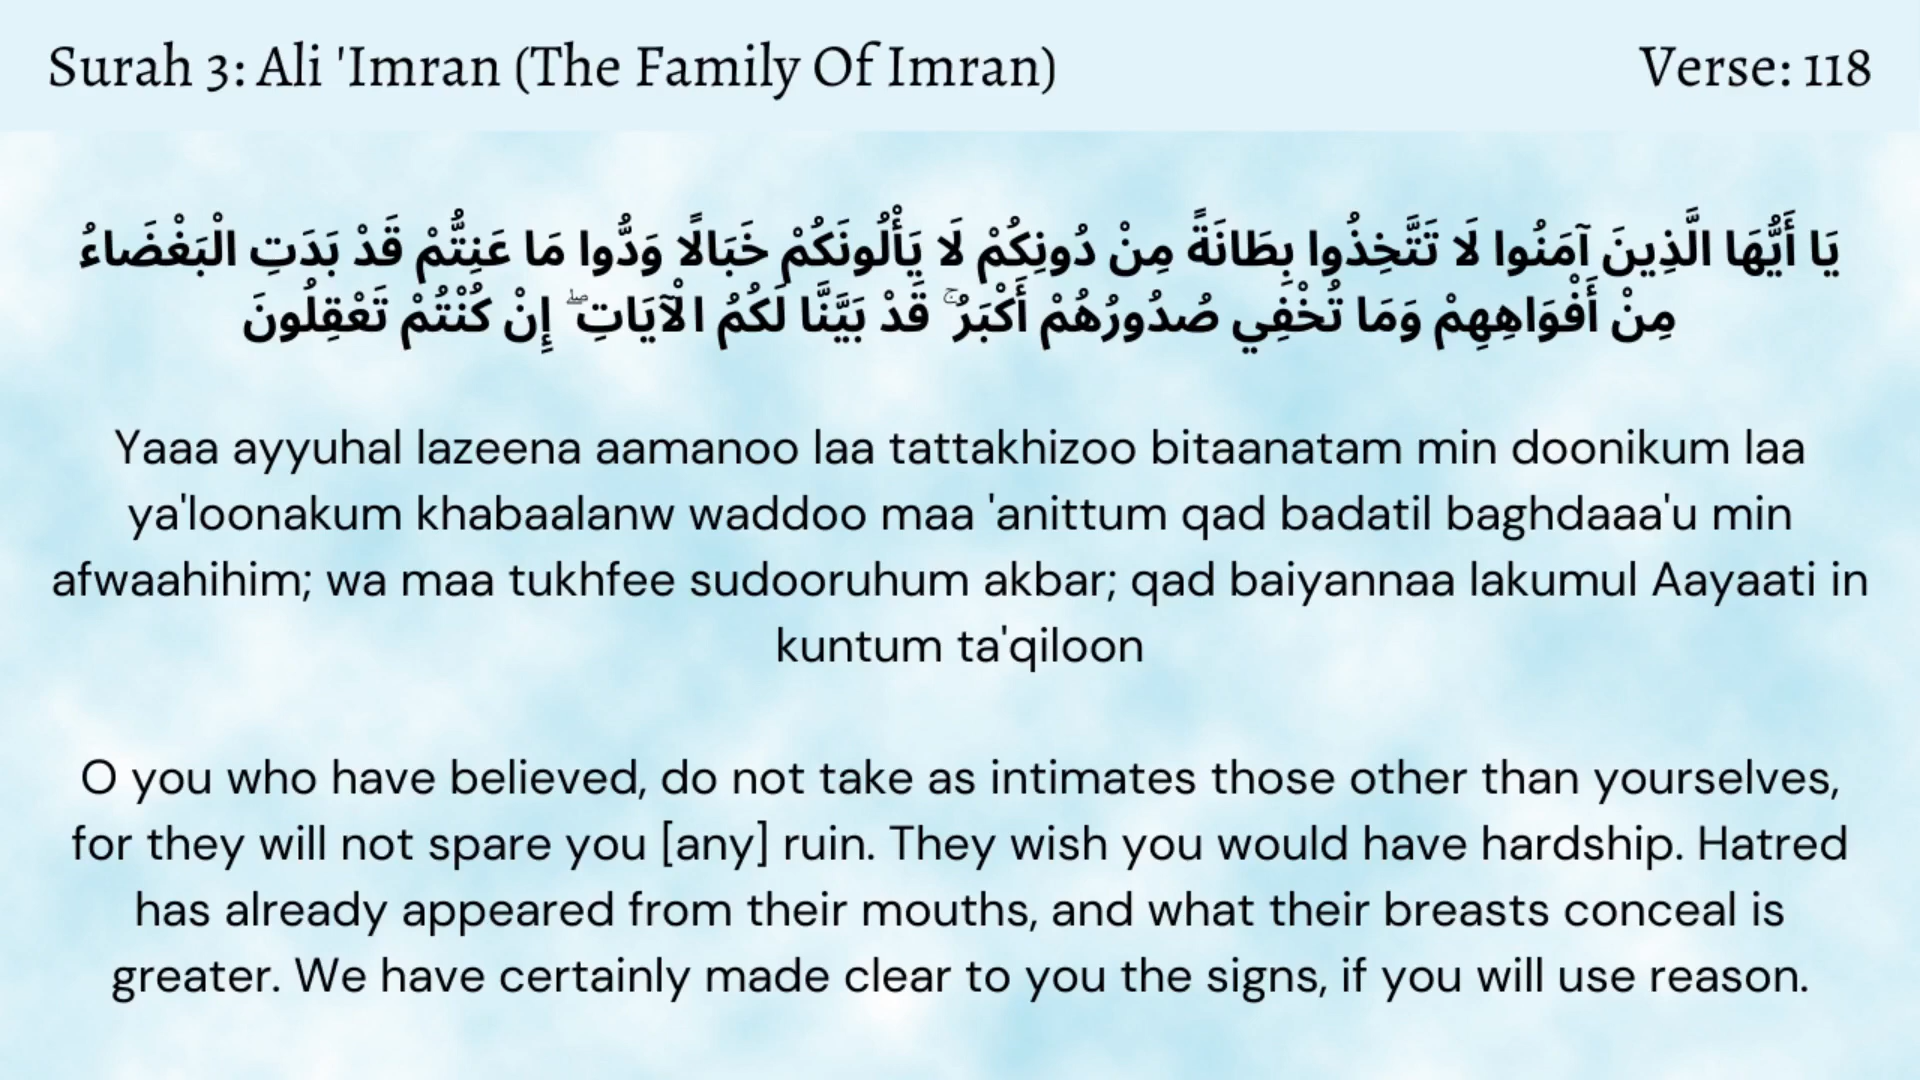 Surah 3: Ali 'Imran (The Family Of Imran)
Verse: 118
يَا أَيُّهَا الَّذِينَ آمَنُوا لَا تَتَّخِذُوا بِطَانَةً مِنْ دُونِكُمْ لَا يَأْلُونَكُمْ خَبَالًا وَدُّوا مَا عَنِتُّمْ قَدْ بَدَتِ الْبَغْضَاءُ
مِنْ أَفْوَاهِهِمْ وَمَا تُخْفِي صُدُورُهُمْ أَكْبَرُ ۚ قَدْ بَيَّنَّا لَكُمُ الْآيَاتِ ۖ إِنْ كُنْتُمْ تَعْقِلُونَ
Yaaa ayyuhal lazeena aamanoo laa tattakhizoo bitaanatam min doonikum laa
ya'loonakum khabaalanw waddoo maa 'anittum qad badatil baghdaaa'u min
afwaahihim; wa maa tukhfee sudooruhum akbar; qad baiyannaa lakumul Aayaati in
kuntum ta'qiloon
O you who have believed, do not take as intimates those other than yourselves,
for they will not spare you [any] ruin. They wish you would have hardship. Hatred
has already appeared from their mouths, and what their breasts conceal is
greater. We have certainly made clear to you the signs, if you will use reason.